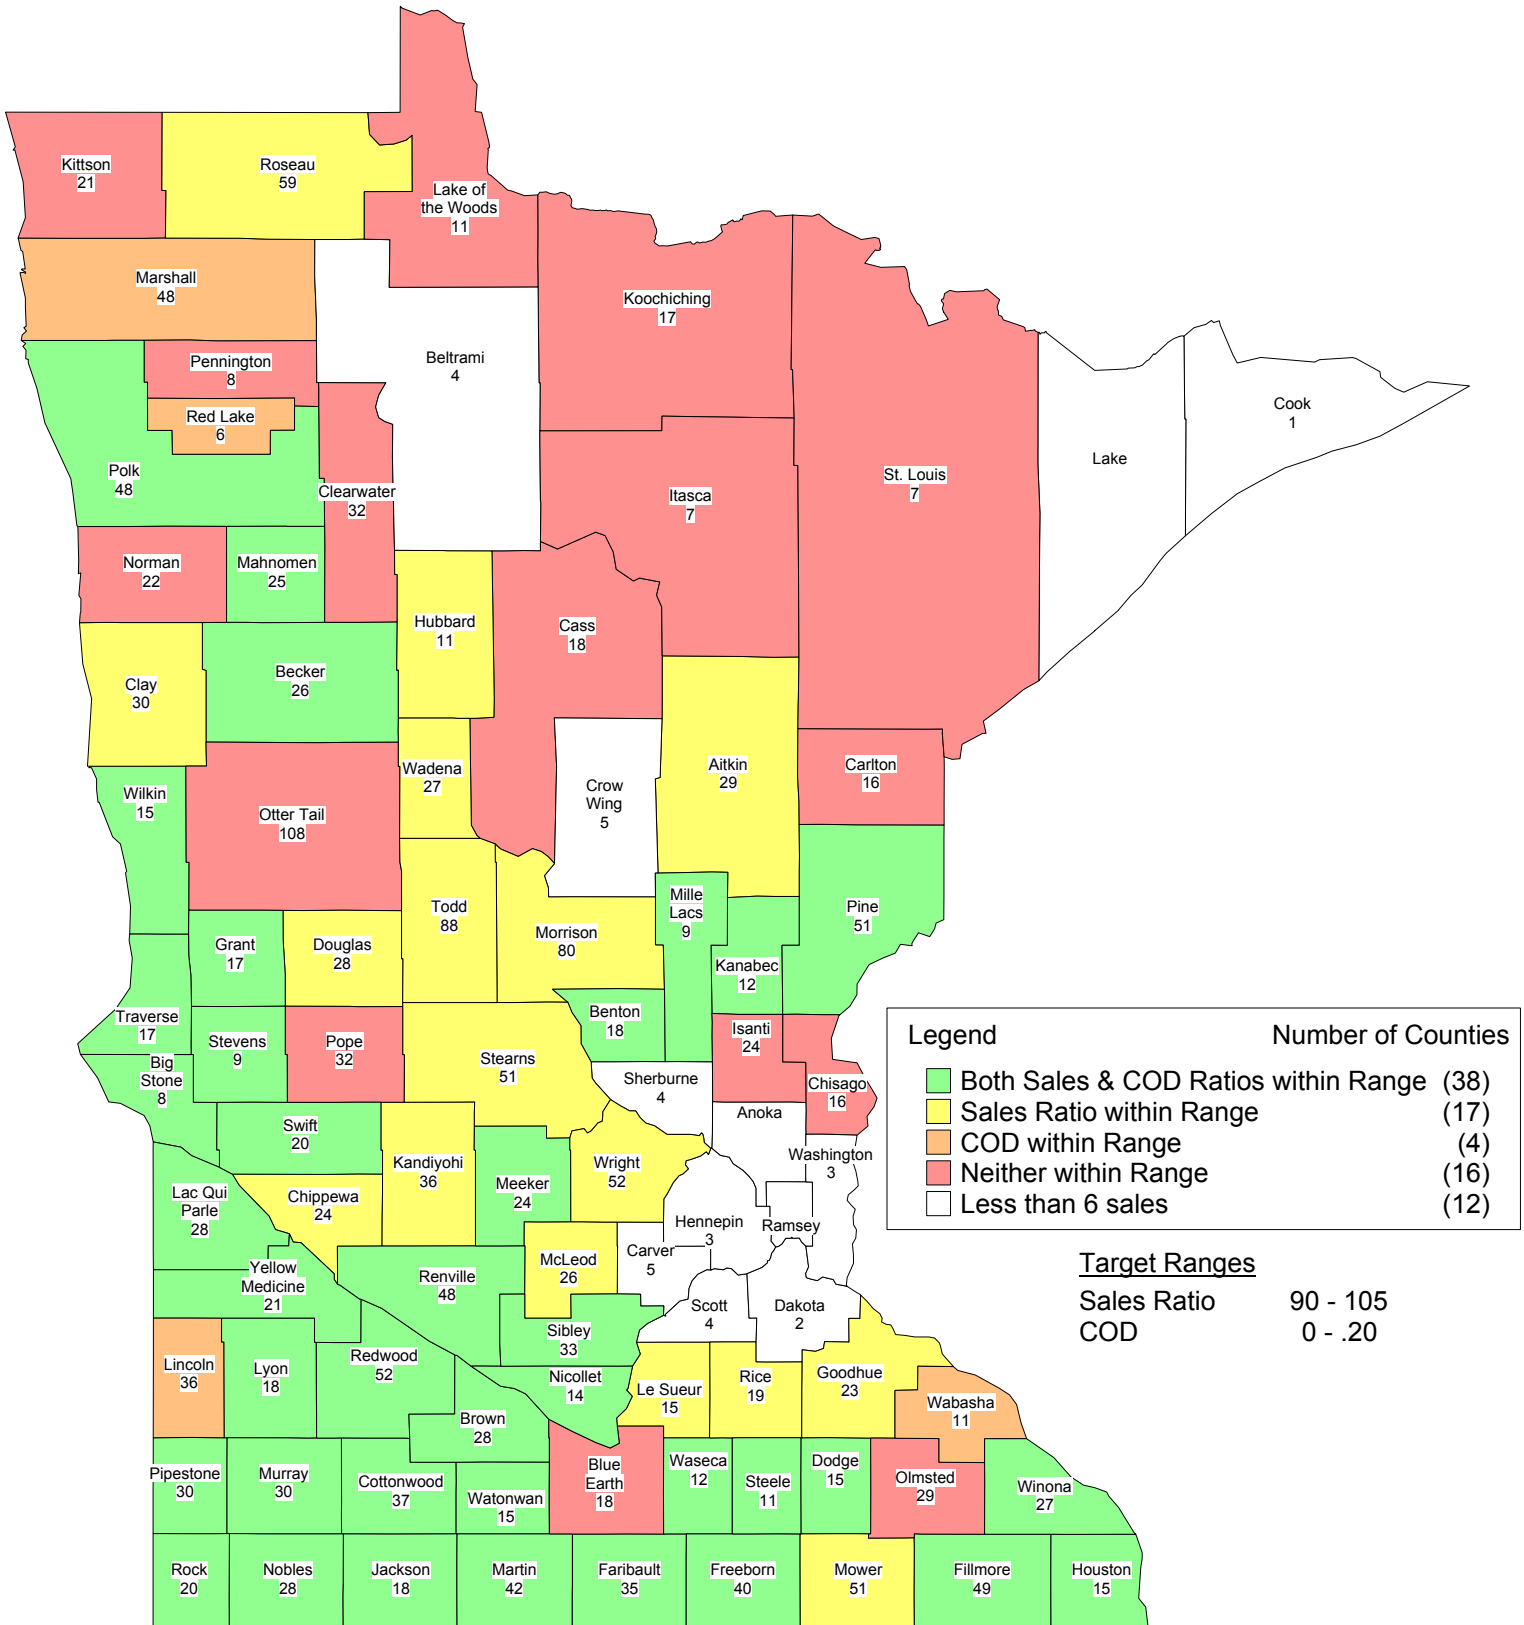 Kittson
21
Roseau
59
Lake of
the Woods
11
Marshall
48
Koochiching
17
Beltrami
4
Pennington
8
Red Lake
6
Polk
48
Clearwater
32
Itasca
7
St. Louis
7
Lake
Cook
1
Norman
22
Mahnomen
25
Hubbard
11
Cass
18
Clay
30
Becker
26
Wadena
27
Crow
Wing
5
Aitkin
29
Carlton
16
Wilkin
15
Otter Tail
108
Todd
88
Morrison
80
Mille
Lacs
9
Pine
51
Grant
17
Douglas
28
Kanabec
12
Traverse
17
Stevens
9
Pope
32
Stearns
51
Benton
18
Isanti
24
Chisago
16
Big
Stone
8
Sherburne
4
Anoka
Swift
20
Kandiyohi
36
Meeker
24
Wright
52
Washington
3
Lac Qui
Parle
28
Chippewa
24
Hennepin
3
Ramsey
Carver
5
McLeod
26
Yellow
Medicine
21
Renville
48
Scott
4
Dakota
2
Sibley
33
Lincoln
36
Lyon
18
Redwood
52
Nicollet
14
Le Sueur
15
Rice
19
Goodhue
23
Wabasha
11
Brown
28
Pipestone
30
Murray
30
Cottonwood
37
Watonwan
15
Blue
Earth
18
Waseca
12
Steele
11
Dodge
15
Olmsted
29
Winona
27
Rock
20
Nobles
28
Jackson
18
Martin
42
Faribault
35
Freeborn
40
Mower
51
Fillmore
49
Houston
15
Legend Number of Counties
Both Sales & COD Ratios within Range (38)
Sales Ratio within Range (17)
COD within Range (4)
Neither within Range (16)
Less than 6 sales (12)
Target Ranges
Sales Ratio 90 - 105
COD 0 - .20